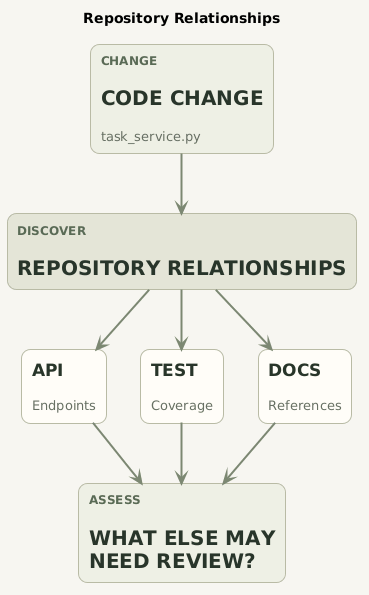 Repository Relationships
CHANGE
CODE CHANGE
task_service.py
DISCOVER
REPOSITORY RELATIONSHIPS
API
Endpoints
TEST
Coverage
DOCS
References
ASSESS
WHAT ELSE MAY
NEED REVIEW?